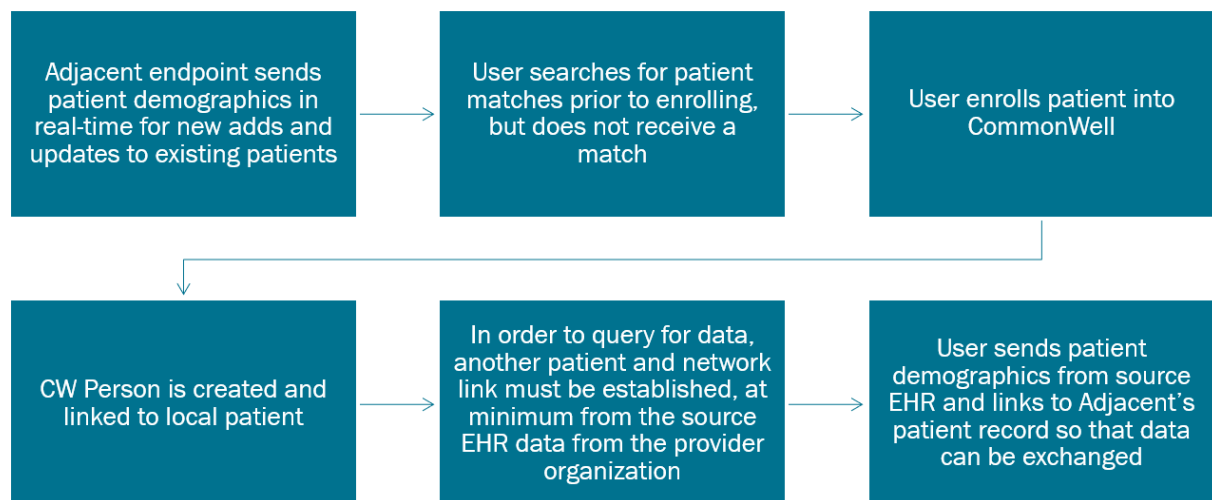 Adjacent endpoint sends
patient demographics in
real-time for new adds and
updates to existing patients
User searches for patient
matches prior to enrolling,
but does not receive a
match
User enrolls patient into
CommonWell
CW Person is created and
linked to local patient
In order to query for data,
another patient and network
link must be established, at
minimum from the source
EHR data from the provider
organization
User sends patient
demographics from source
EHR and links to Adjacent’s
patient record so that data
can be exchanged